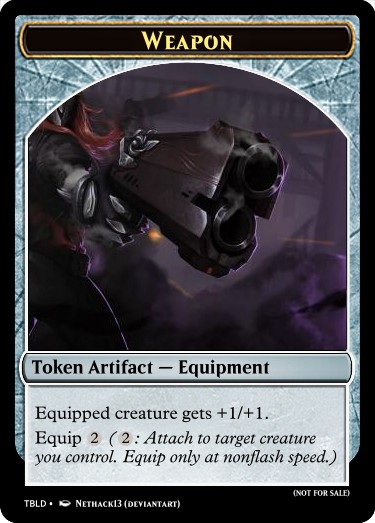 Weapon
Token Artifact — Equipment
Equipped creature gets +1/+1.
Equip 2 ( 2 : Attach to target creature
you control. Equip only at nonflash speed.)
(NOT FOR SALE)
TBLD • Nethack13 (deviantart)